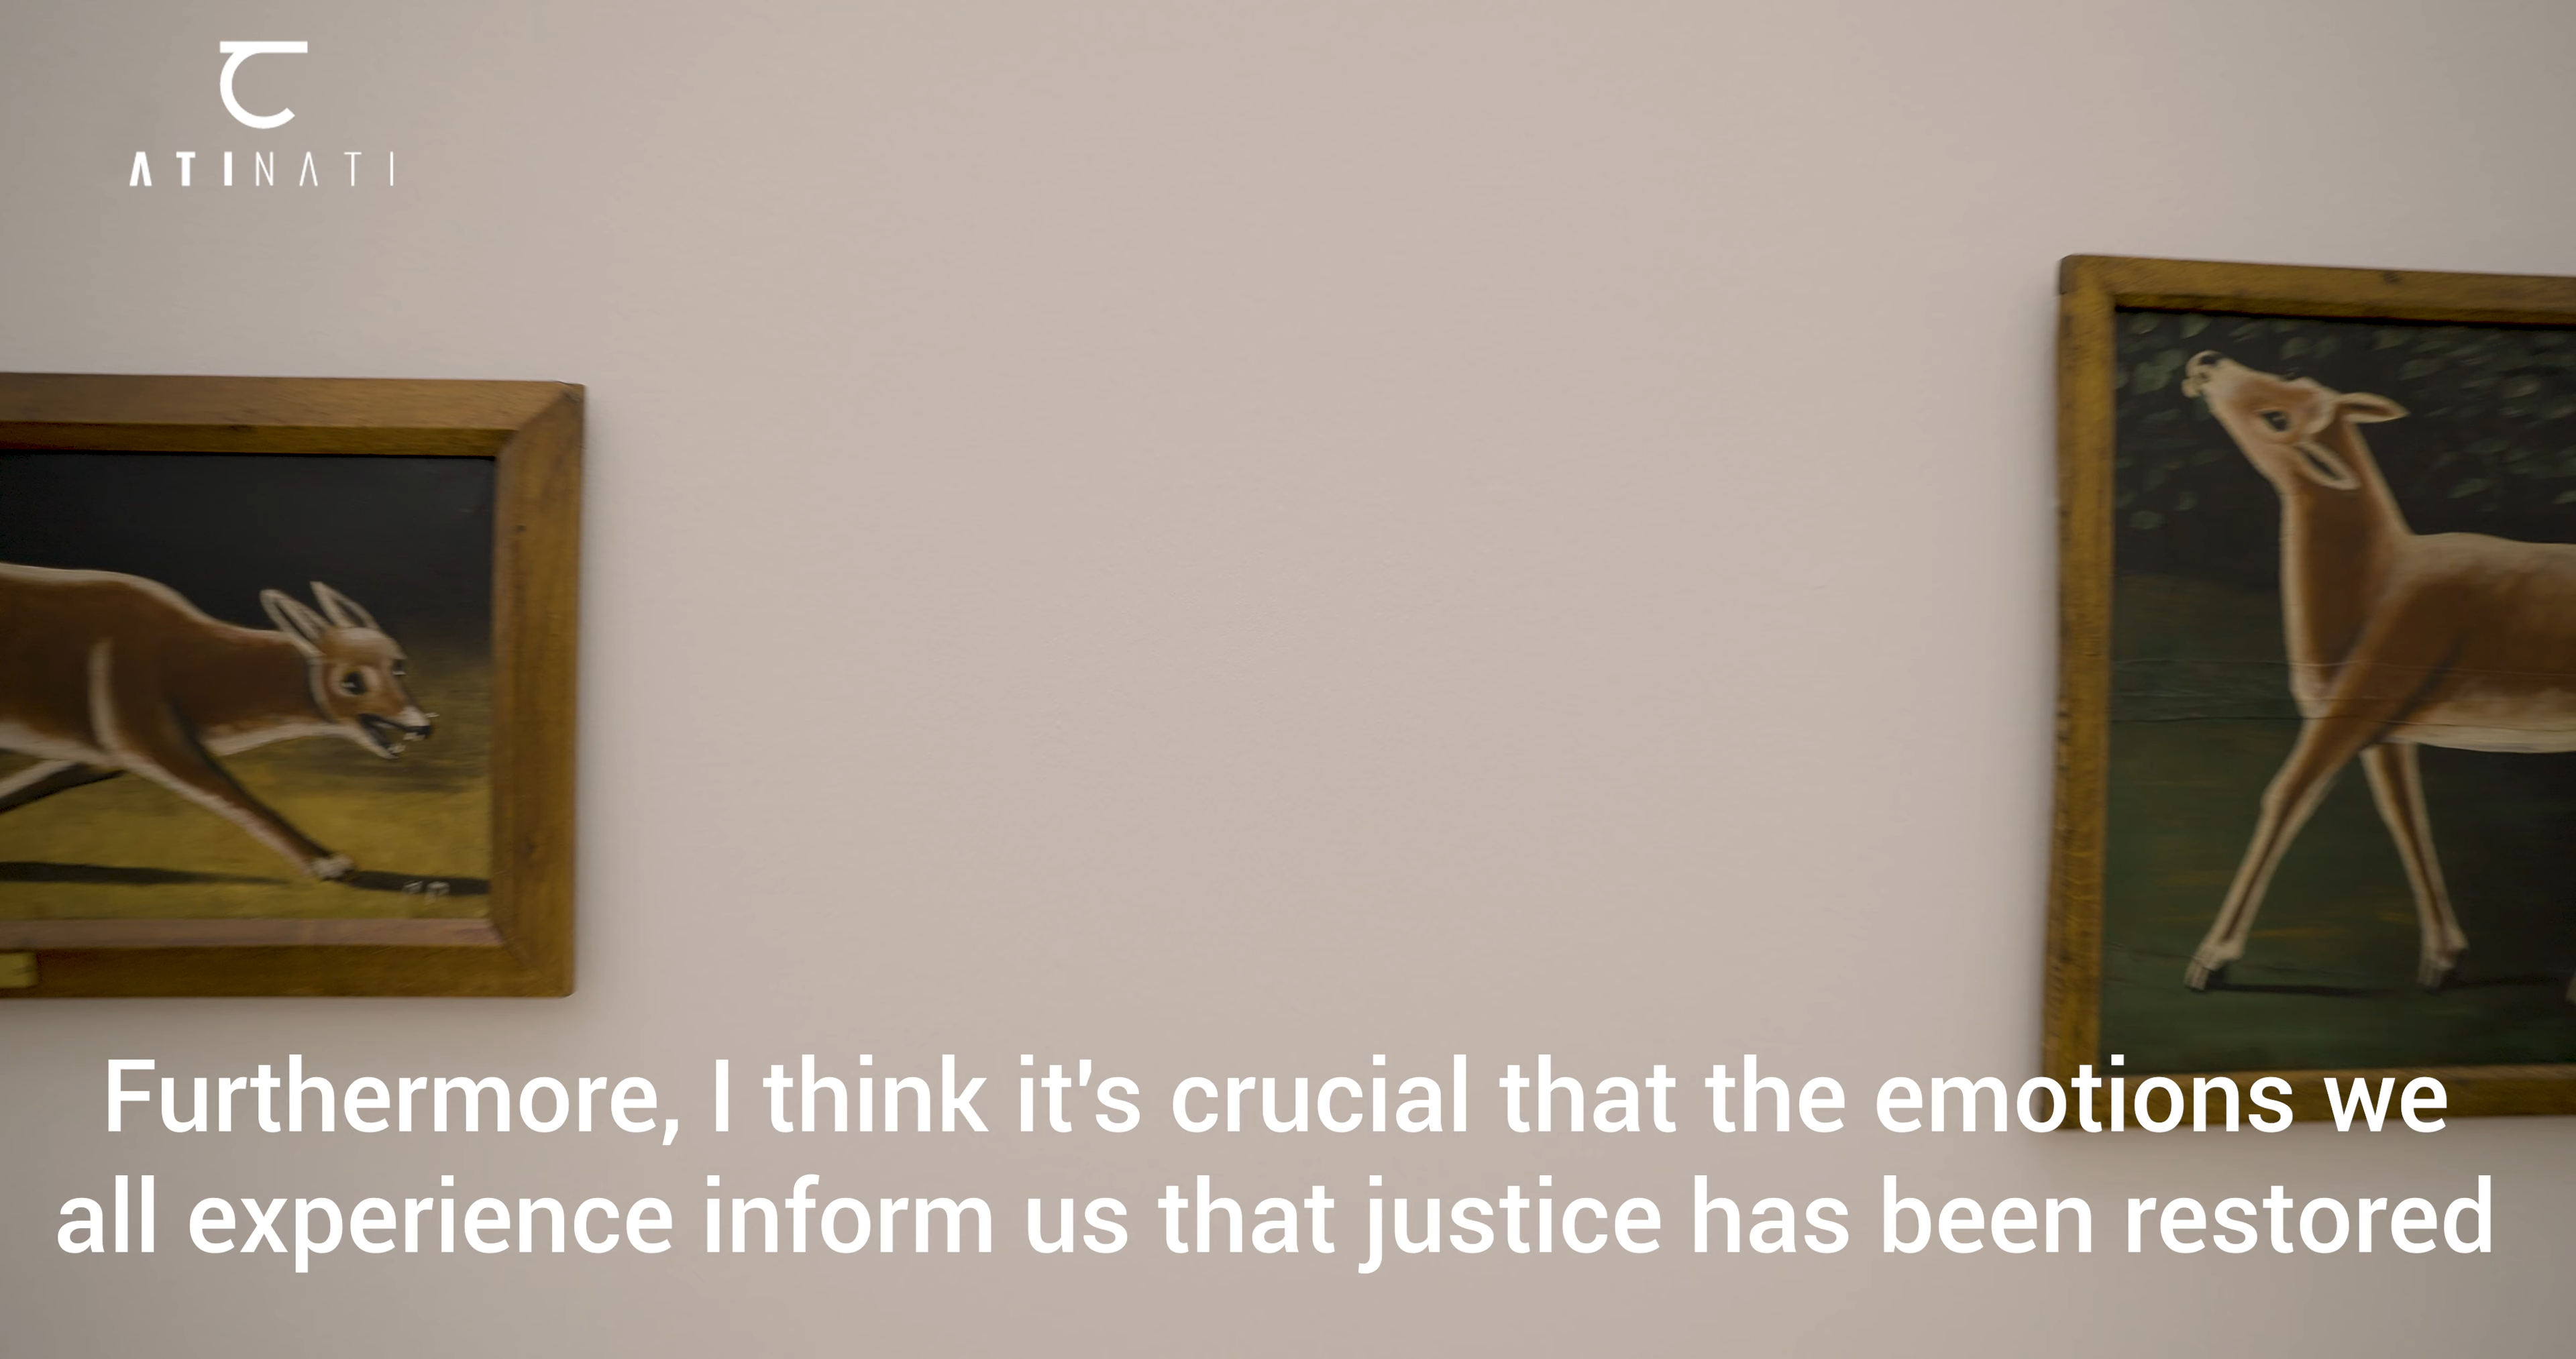 ATINATI
Furthermore, I think it's crucial that the emotions we
all experience inform us that justice has been restored